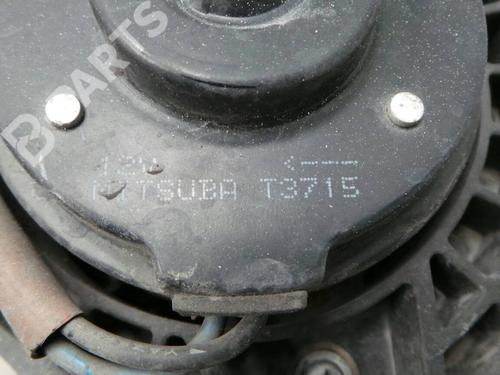 B-PARTS
12V <---
MITSUBA T3715